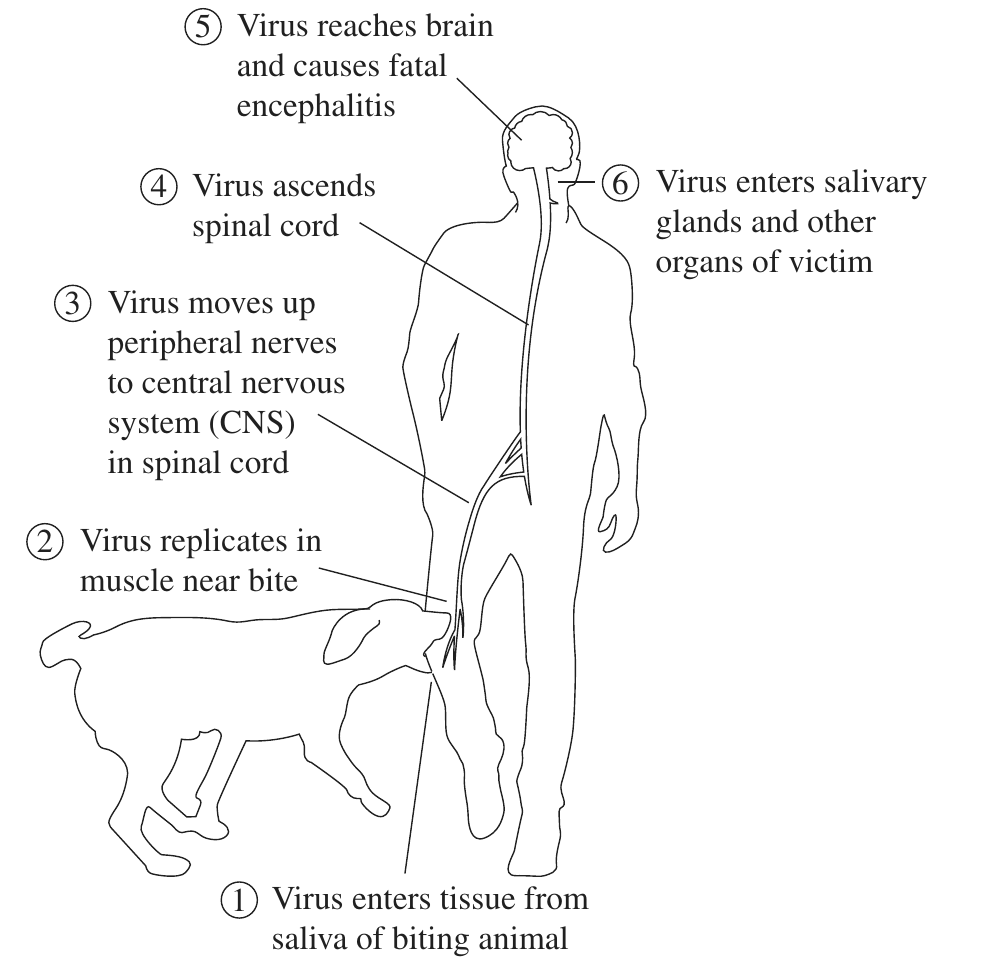 ⑤ Virus reaches brain
and causes fatal
encephalitis
④ Virus ascends
spinal cord
⑥ Virus enters salivary
glands and other
organs of victim
③ Virus moves up
peripheral nerves
to central nervous
system (CNS)
in spinal cord
② Virus replicates in
muscle near bite
① Virus enters tissue from
saliva of biting animal